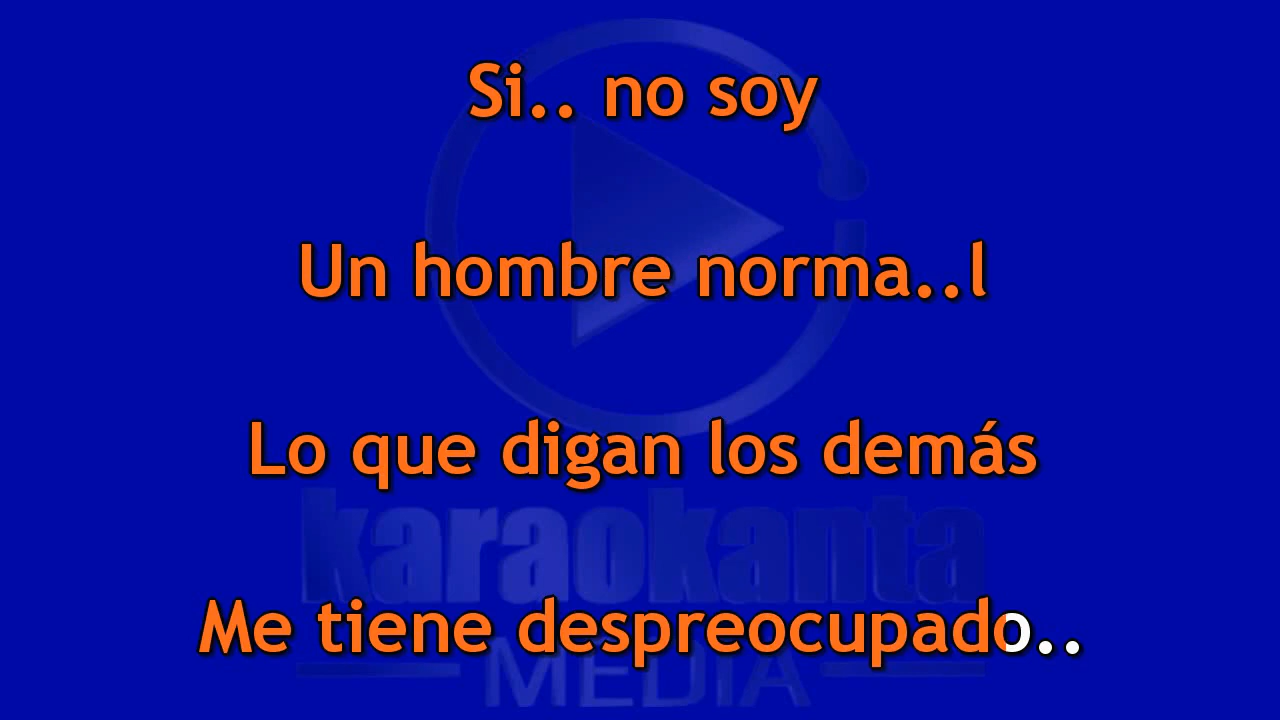 Si.. no soy
Un hombre norma..l
Lo que digan los demás
karaokanta
Me tiene despreocupado..
MEDIA